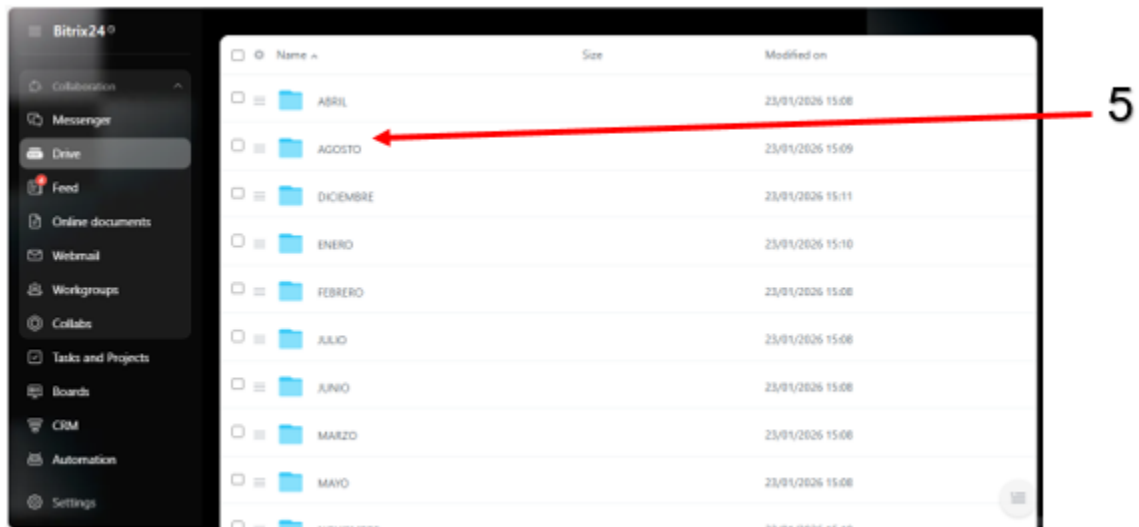 Bitrix24
Name Size Modified on
Collaboration
ABRIL 23/01/2026 15:08
5
Messenger
AGOSTO 23/01/2026 15:09
Drive
Feed
DICIEMBRE 23/01/2026 15:11
Online documents
ENERO 23/01/2026 15:10
Webmail
Workgroups
FEBRERO 23/01/2026 15:08
Collabs
JULIO 23/01/2026 15:08
Tasks and Projects
JUNIO 23/01/2026 15:08
Boards
CRM
MARZO 23/01/2026 15:08
Automation
MAYO 23/01/2026 15:08
Settings